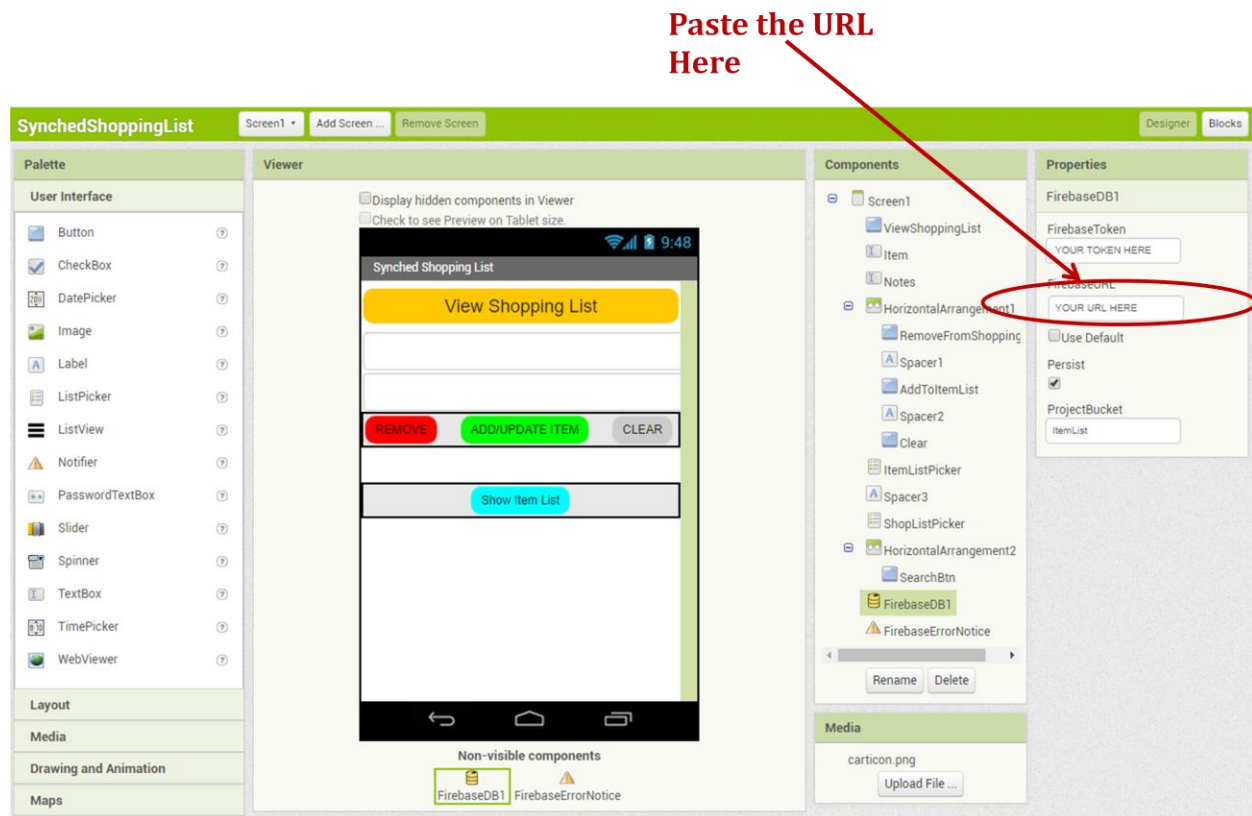 Paste the URL
Here
SynchedShoppingList
Screen1
Add Screen ...
Remove Screen
Designer
Blocks
Palette
User Interface
Button
CheckBox
DatePicker
Image
Label
ListPicker
ListView
Notifier
PasswordTextBox
Slider
Spinner
TextBox
TimePicker
WebViewer
Layout
Media
Drawing and Animation
Maps
Viewer
Display hidden components in Viewer
Check to see Preview on Tablet size.
9:48
Synched Shopping List
View Shopping List
REMOVE
ADD/UPDATE ITEM
CLEAR
Show Item List
Non-visible components
FirebaseDB1
FirebaseErrorNotice
Components
Screen1
ViewShoppingList
Item
Notes
HorizontalArrangement1
RemoveFromShopping
Spacer1
AddToItemList
Spacer2
Clear
ItemListPicker
Spacer3
ShopListPicker
HorizontalArrangement2
SearchBtn
FirebaseDB1
FirebaseErrorNotice
Rename
Delete
Media
carticon.png
Upload File ...
Properties
FirebaseDB1
FirebaseToken
YOUR TOKEN HERE
FirebaseURL
YOUR URL HERE
Use Default
Persist
ProjectBucket
ItemList